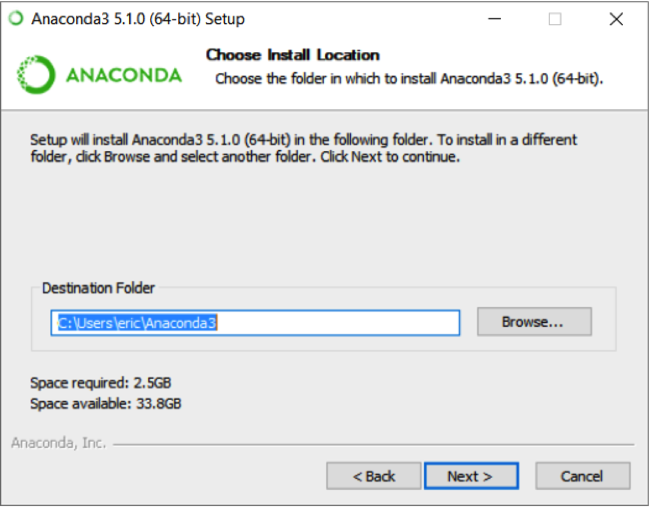 Anaconda3 5.1.0 (64-bit) Setup
ANACONDA
Choose Install Location
Choose the folder in which to install Anaconda3 5.1.0 (64-bit).
Setup will install Anaconda3 5.1.0 (64-bit) in the following folder. To install in a different
folder, click Browse and select another folder. Click Next to continue.
Destination Folder
C:\Users\eric\Anaconda3
Browse...
Space required: 2.5GB
Space available: 33.8GB
Anaconda, Inc.
< Back
Next >
Cancel